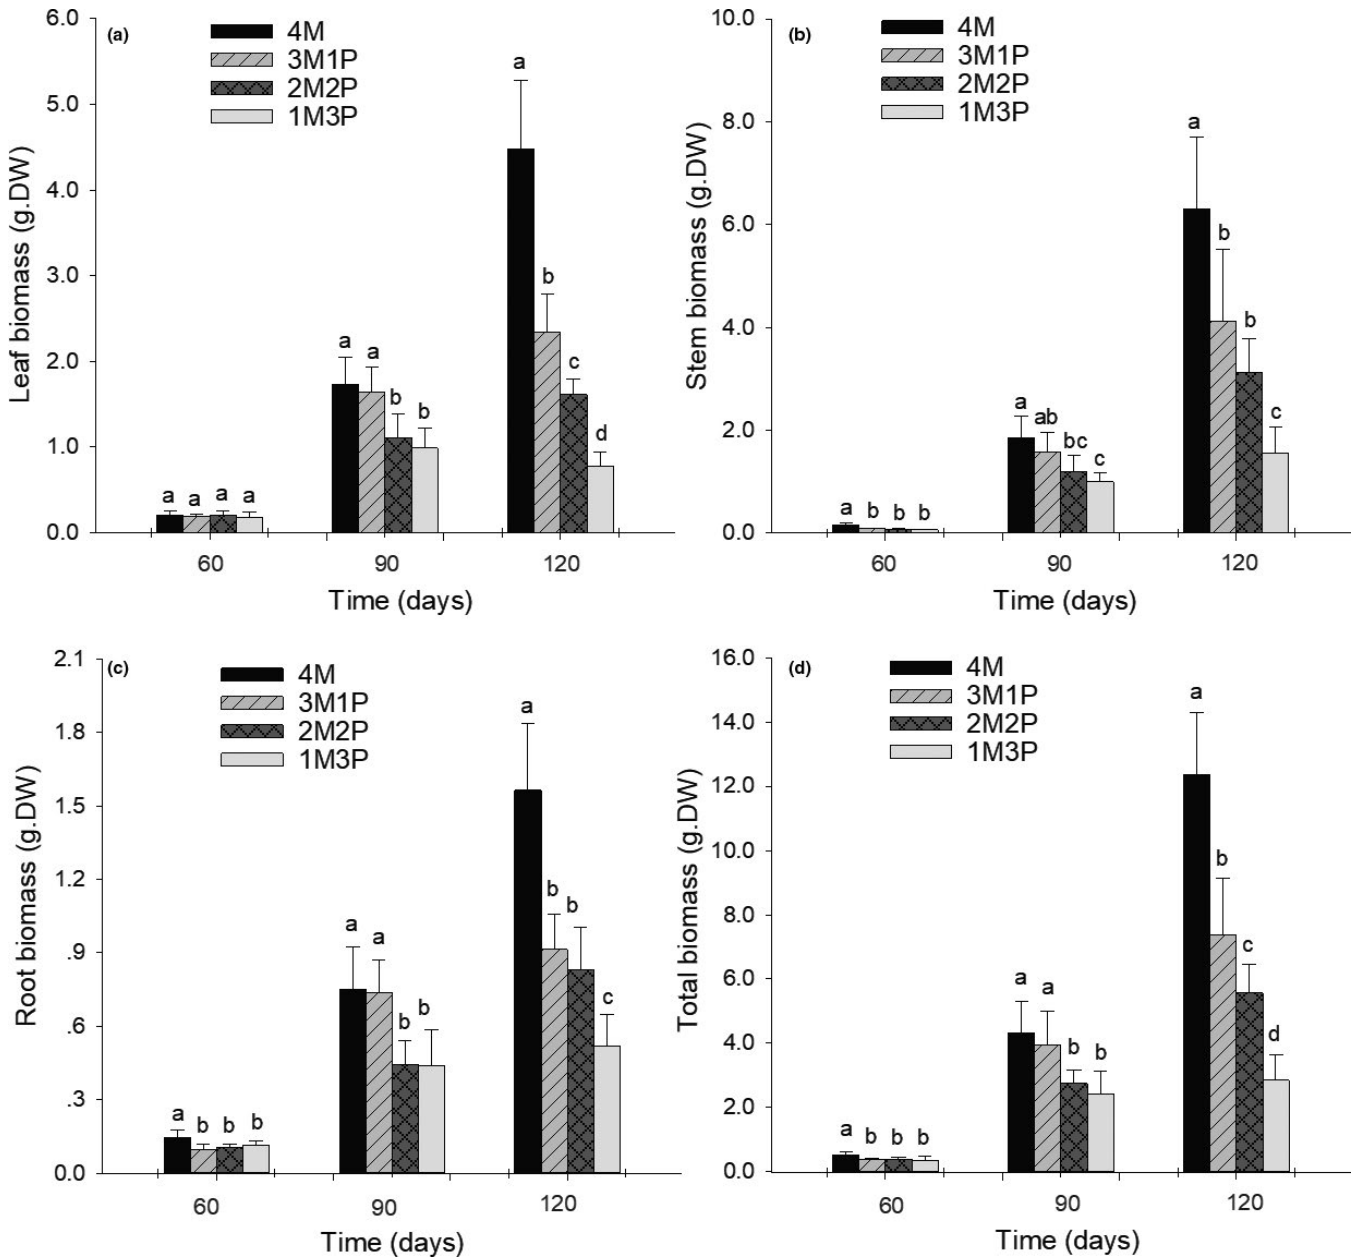 (a)
4M
3M1P
2M2P
1M3P
6.0
5.0
4.0
3.0
2.0
1.0
0.0
Leaf biomass (g.DW)
a a a a
a a b b
a b c d
60 90 120
Time (days)
(b)
4M
3M1P
2M2P
1M3P
10.0
8.0
6.0
4.0
2.0
0.0
Stem biomass (g.DW)
a b b b
a ab bc c
a b b c
60 90 120
Time (days)
(c)
4M
3M1P
2M2P
1M3P
2.1
1.8
1.5
1.2
.9
.6
.3
0.0
Root biomass (g.DW)
a b b b
a a b b
a b b c
60 90 120
Time (days)
(d)
4M
3M1P
2M2P
1M3P
16.0
14.0
12.0
10.0
8.0
6.0
4.0
2.0
0.0
Total biomass (g.DW)
a b b b
a a b b
a b c d
60 90 120
Time (days)